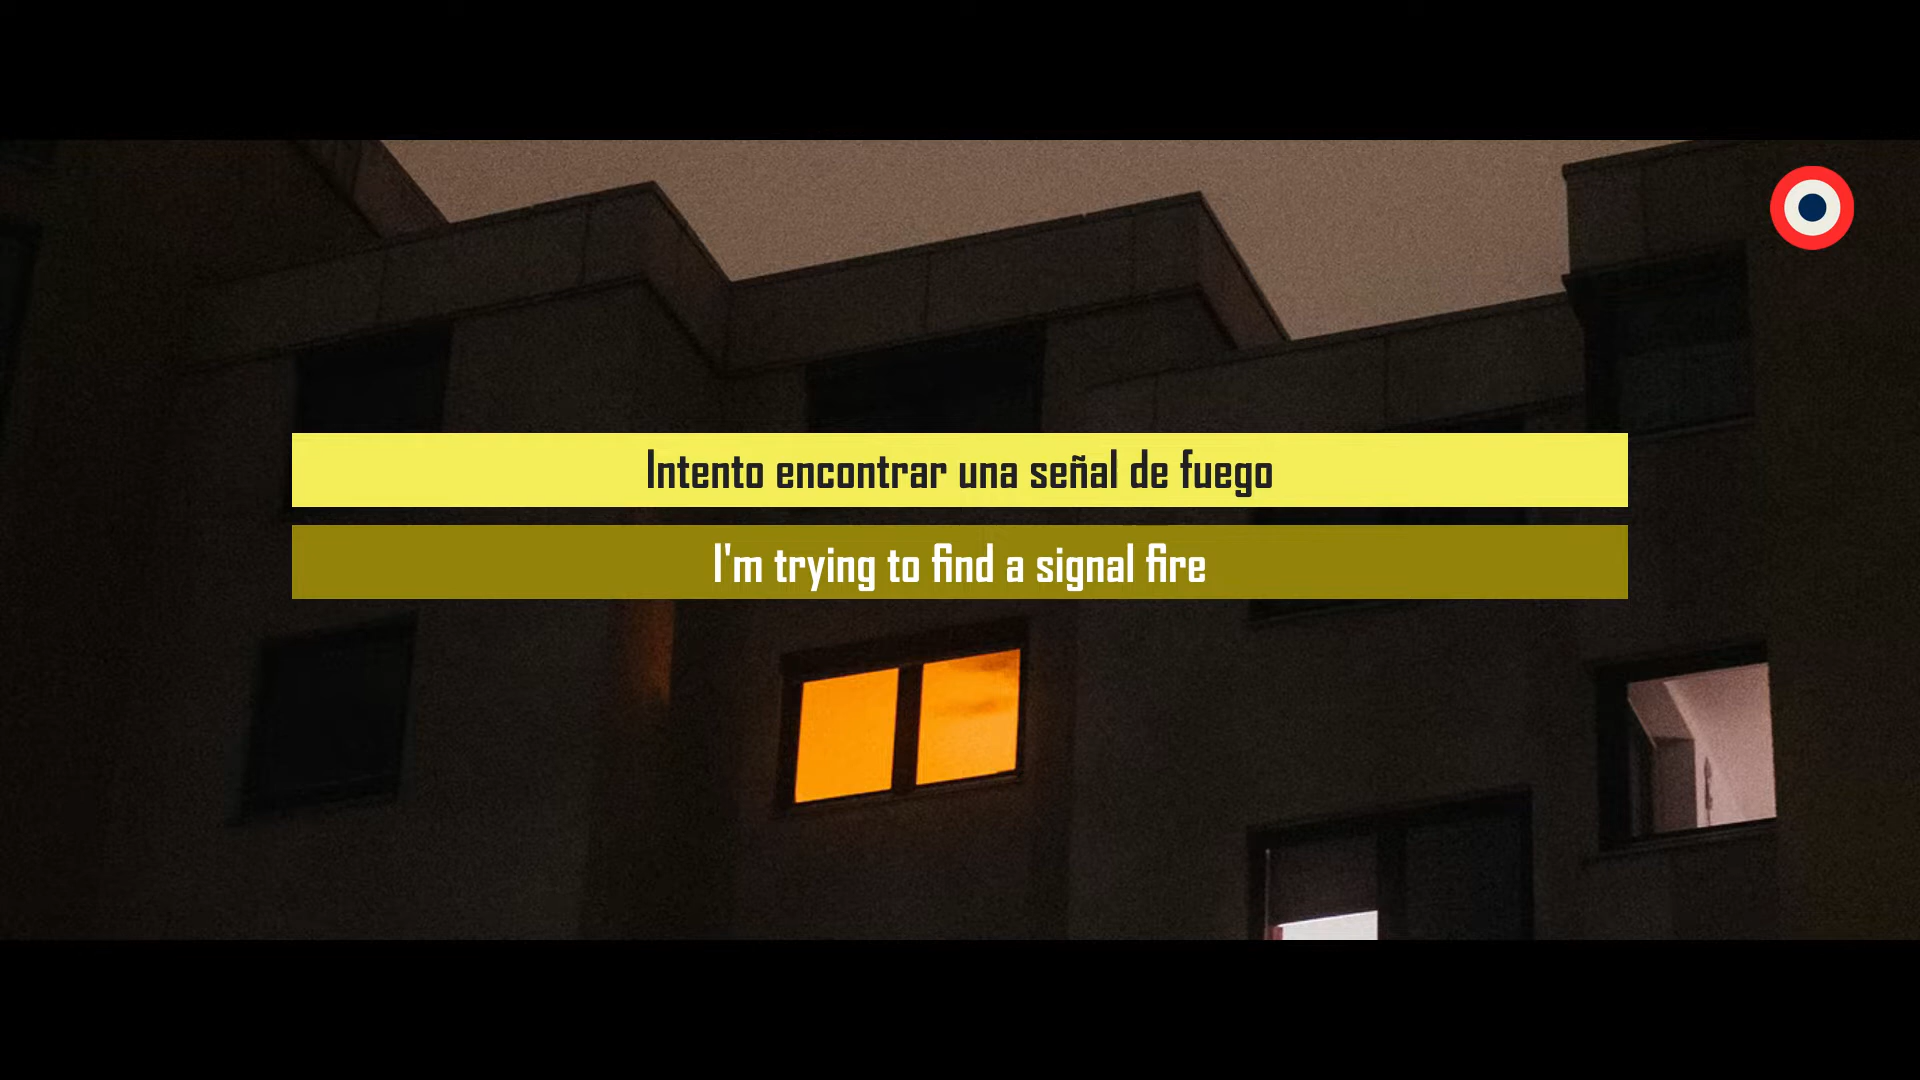 Intento encontrar una señal de fuego
I'm trying to find a signal fire